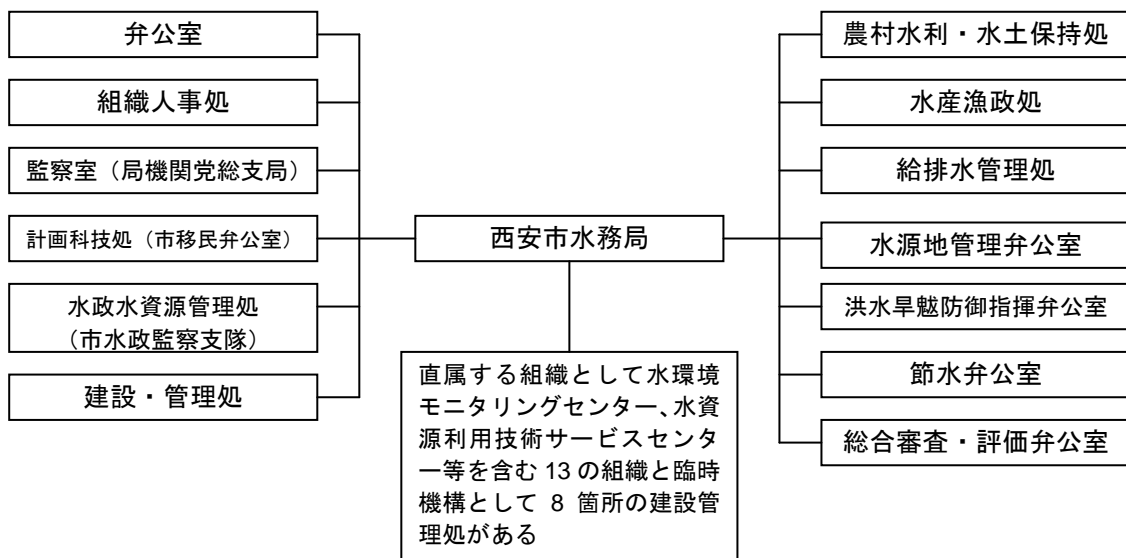 弁公室
組織人事処
監察室（局機関党総支局）
計画科技処（市移民弁公室）
水政水資源管理処
（市水政監察支隊）
建設・管理処
西安市水務局
直属する組織として水環境
モニタリングセンター、水資
源利用技術サービスセンタ
ー等を含む 13 の組織と臨時
機構として 8 箇所の建設管
理処がある
農村水利・水土保持処
水産漁政処
給排水管理処
水源地管理弁公室
洪水旱魃防御指揮弁公室
節水弁公室
総合審査・評価弁公室